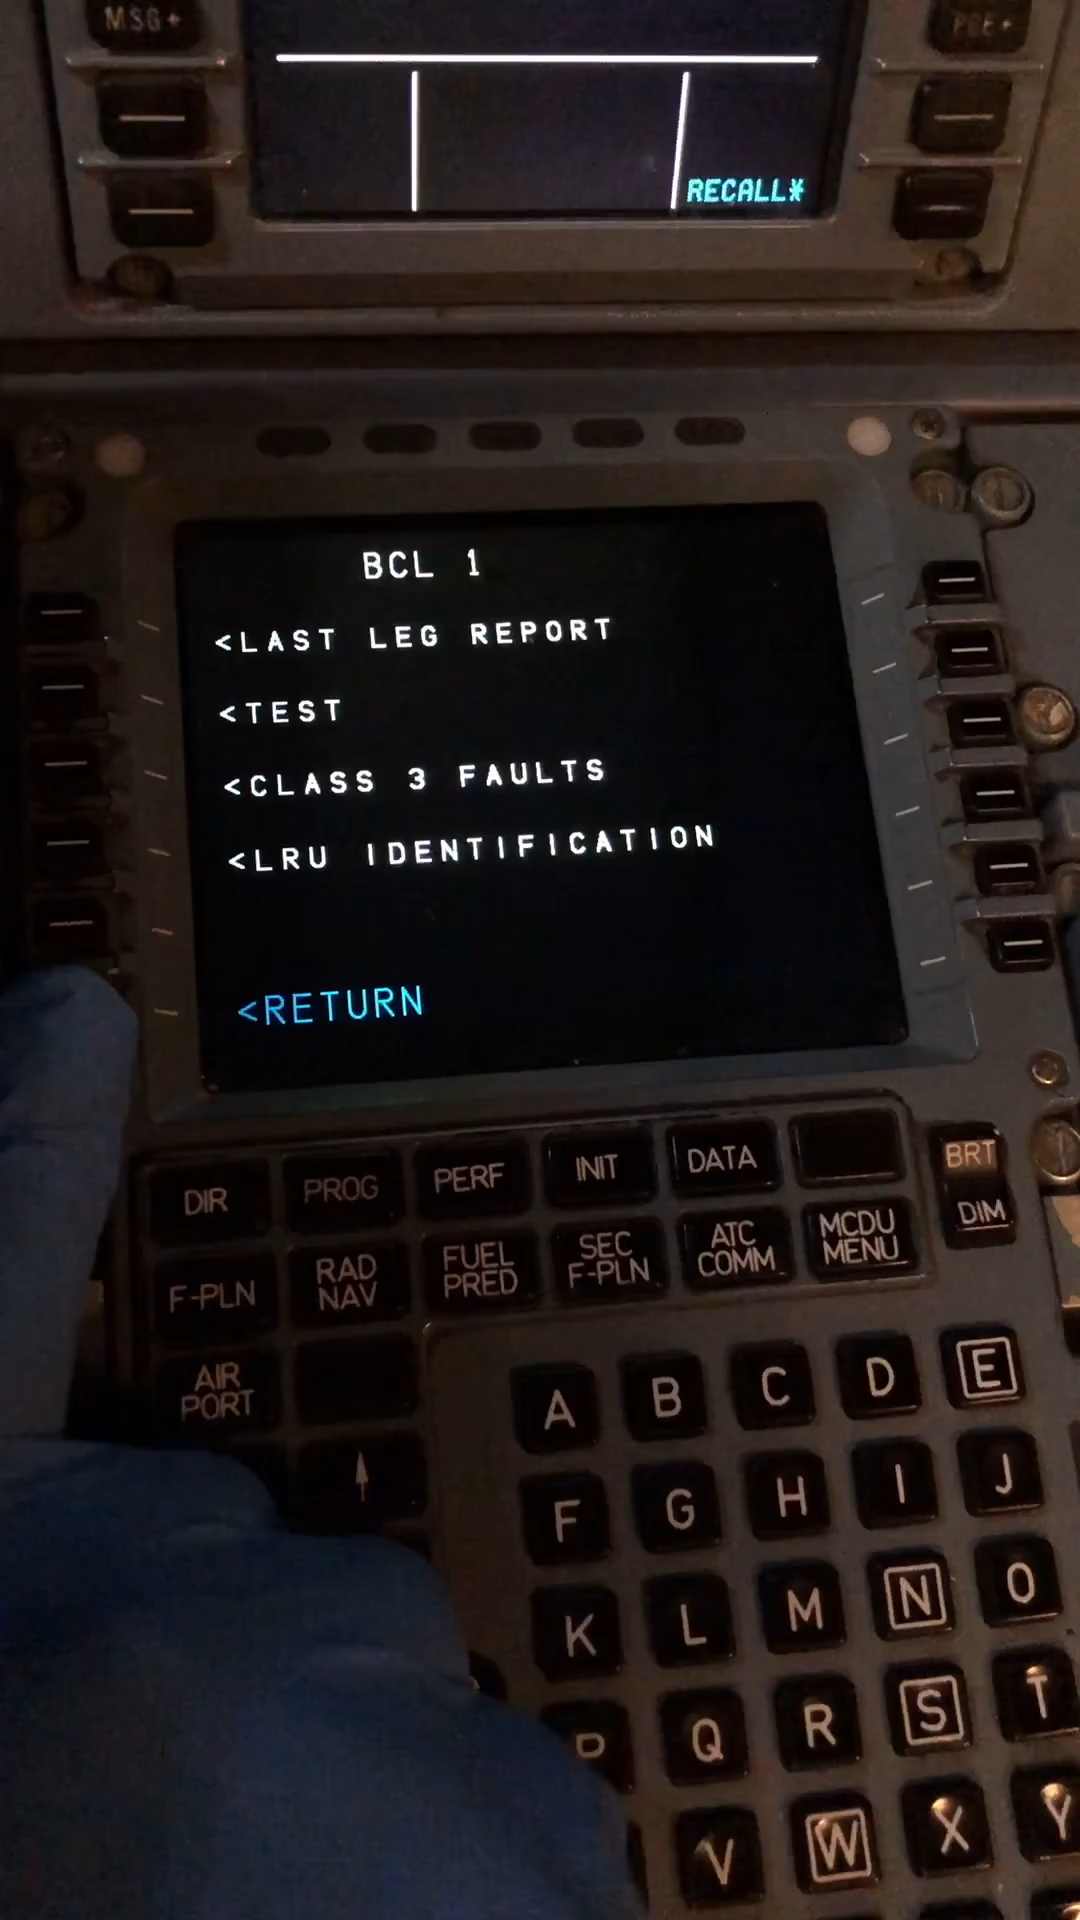 MSG+
RECALL*
BCL 1
<LAST LEG REPORT
<TEST
<CLASS 3 FAULTS
<LRU IDENTIFICATION
<RETURN
DIR PROG PERF INIT DATA
BRT
DIM
F-PLN RAD NAV FUEL PRED SEC F-PLN ATC COMM MCDU MENU
AIR PORT
A B C D E
F G H I J
K L M N O
Q R S T
V W X Y